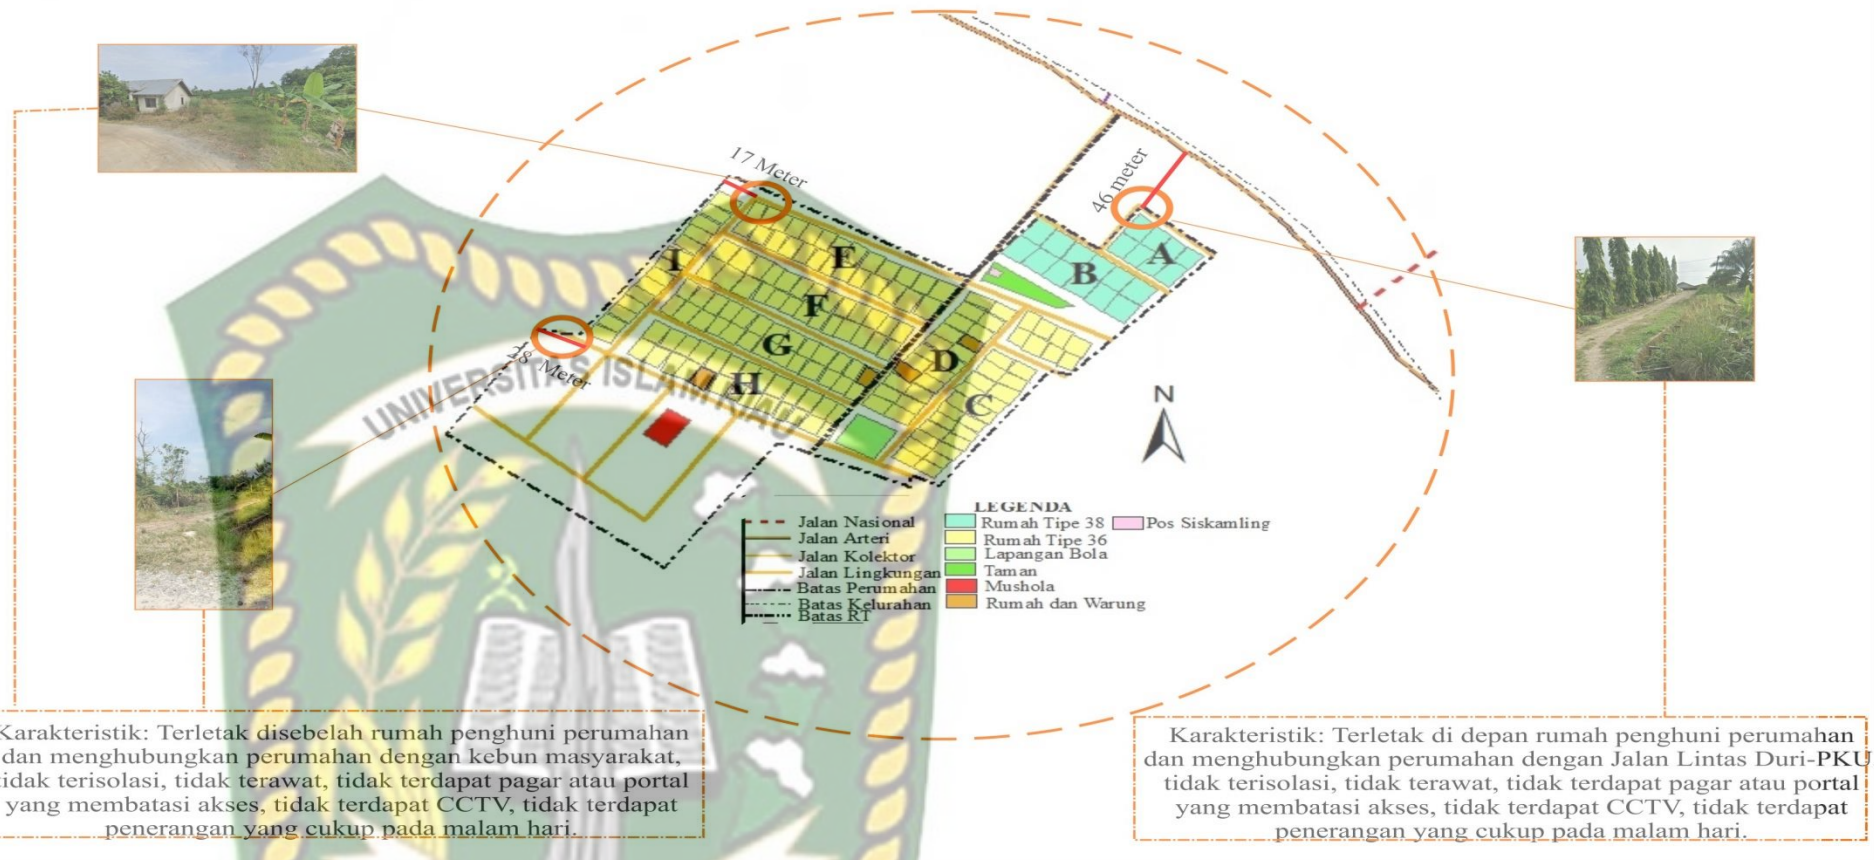 17 Meter
46 meter
28 Meter
I
E
F
G
H
D
C
B
A
N
UNIVERSITAS ISLAM RIAU
LEGENDA
Jalan Nasional
Jalan Arteri
Jalan Kolektor
Jalan Lingkungan
Batas Perumahan
Batas Kelurahan
Batas RT
Rumah Tipe 38
Rumah Tipe 36
Lapangan Bola
Taman
Mushola
Rumah dan Warung
Pos Siskamling
Karakteristik: Terletak disebelah rumah penghuni perumahan
dan menghubungkan perumahan dengan kebun masyarakat,
tidak terisolasi, tidak terawat, tidak terdapat pagar atau portal
yang membatasi akses, tidak terdapat CCTV, tidak terdapat
penerangan yang cukup pada malam hari.
Karakteristik: Terletak di depan rumah penghuni perumahan
dan menghubungkan perumahan dengan Jalan Lintas Duri-PKU
tidak terisolasi, tidak terawat, tidak terdapat pagar atau portal
yang membatasi akses, tidak terdapat CCTV, tidak terdapat
penerangan yang cukup pada malam hari.